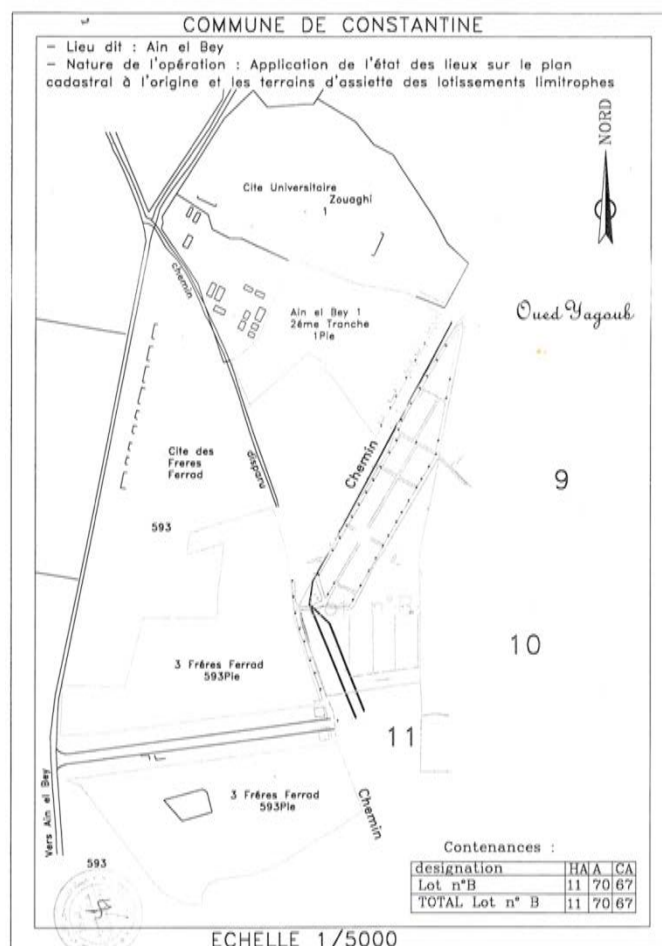 COMMUNE DE CONSTANTINE
- Lieu dit : Ain el Bey
- Nature de l'opération : Application de l'état des lieux sur le plan
cadastral à l'origine et les terrains d'assiette des lotissements limitrophes
NORD
Cite Universitaire
Zouaghi
1
chemin
Ain el Bey 1
2éme Tranche
1Pie
Oued Yagoub
Chemin
Cite des
Freres
Ferrad
disparu
9
593
Lot n°B
10
3 Frêres Ferrad
593Pie
11
Vers Ain el Bey
3 Frêres Ferrad
593Pie
Chemin
593
Contenances :
designation HA A CA
Lot n°B 11 70 67
TOTAL Lot n° B 11 70 67
ECHELLE 1/5000